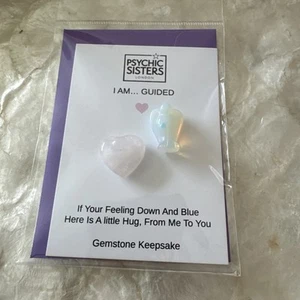 PSYCHIC
SISTERS
LONDON
I AM... GUIDED
If Your Feeling Down And Blue
Here Is A little Hug, From Me To You
Gemstone Keepsake